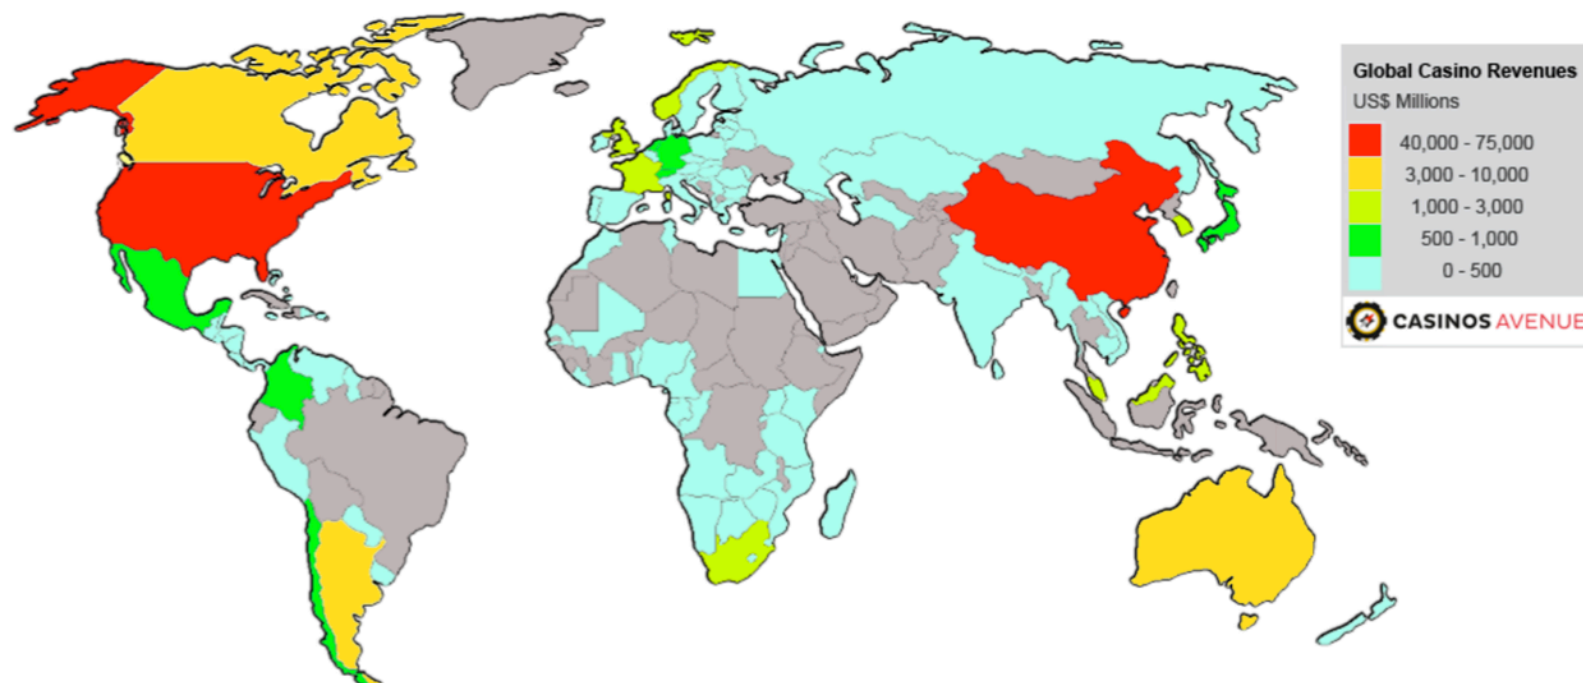 Global Casino Revenues
US$ Millions
40,000 - 75,000
3,000 - 10,000
1,000 - 3,000
500 - 1,000
0 - 500
CASINOS AVENUE